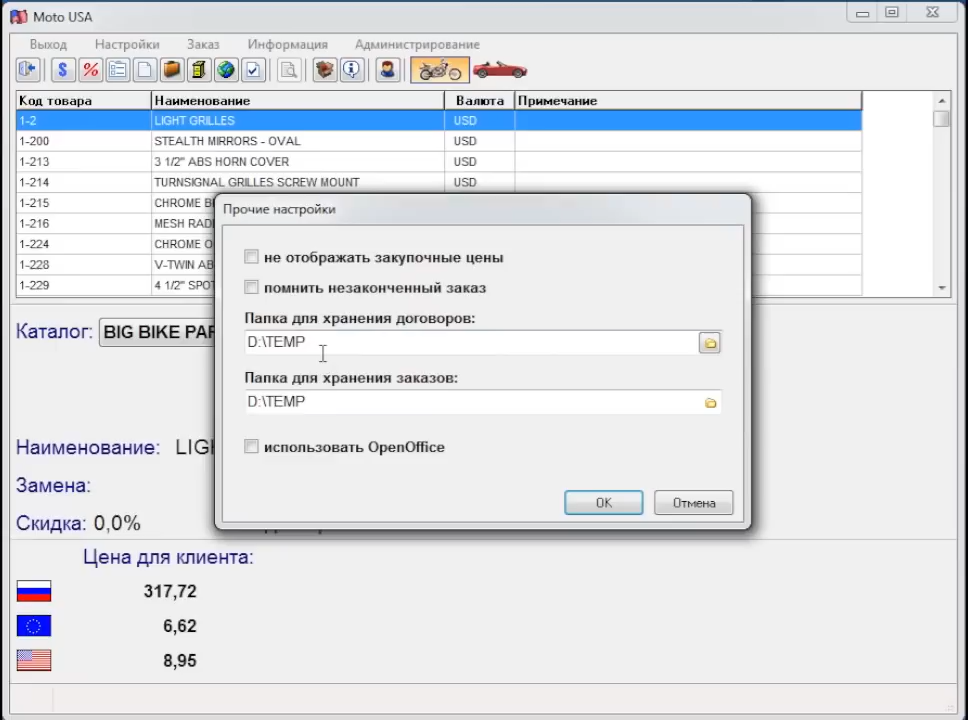 Moto USA
Выход Настройки Заказ Информация Администрирование
Код товара Наименование Валюта Примечание
1-2 LIGHT GRILLES USD
1-200 STEALTH MIRRORS - OVAL USD
1-213 3 1/2" ABS HORN COVER USD
1-214 TURNSIGNAL GRILLES SCREW MOUNT USD
1-215 CHROME
1-216 MESH
1-224 CHROME
1-228 V-TWIN
1-229 4 1/2"
Прочие настройки
не отображать закупочные цены
помнить незаконченный заказ
Папка для хранения договоров:
D:\TEMP
Папка для хранения заказов:
D:\TEMP
использовать OpenOffice
OK Отмена
Каталог: BIG BIKE
Наименование:
Замена:
Скидка: 0,0%
Цена для клиента:
317,72
6,62
8,95